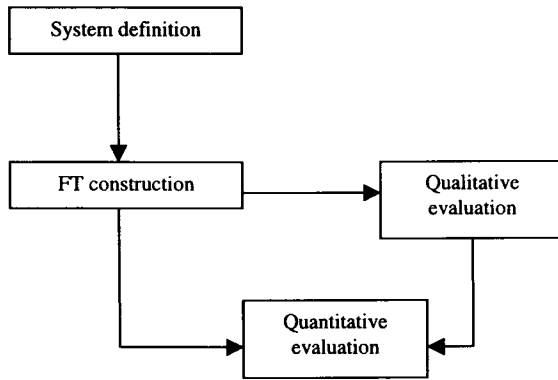 System definition
FT construction
Qualitative
evaluation
Quantitative
evaluation